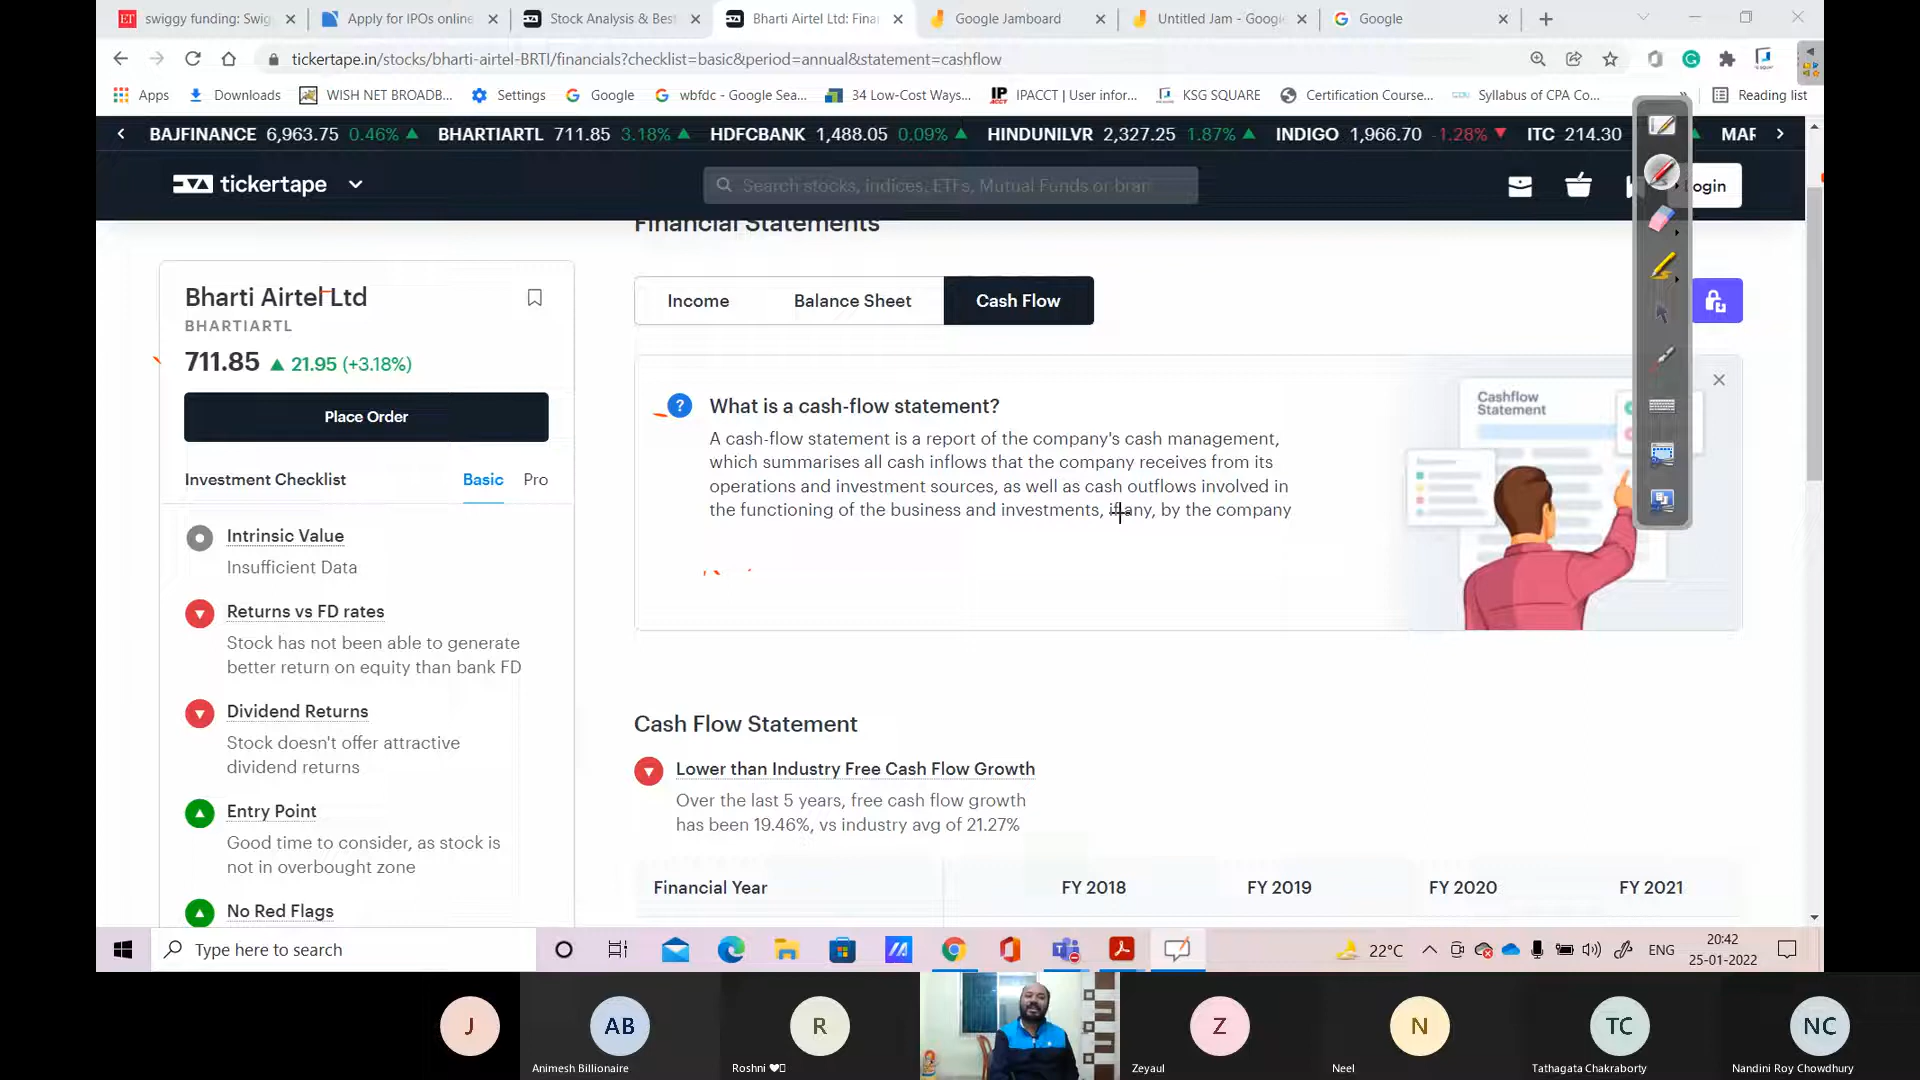 swiggy funding: Swig
Apply for IPOs online
Stock Analysis & Best
Bharti Airtel Ltd: Finan
Google Jamboard
Untitled Jam - Google
Google
tickertape.in/stocks/bharti-airtel-BRTI/financials?checklist=basic&period=annual&statement=cashflow
Apps
Downloads
WISH NET BROADB...
Settings
Google
wbfdc - Google Sea...
34 Low-Cost Ways...
IPACCT | User infor...
KSG SQUARE
Certification Course...
Syllabus of CPA Co...
»
Reading list
BAJFINANCE 6,963.75 0.46%
BHARTIARTL 711.85 3.18%
HDFCBANK 1,488.05 0.09%
HINDUNILVR 2,327.25 1.87%
INDIGO 1,966.70 -1.28%
ITC 214.30
MAR
tickertape
Search stocks, indices, ETFs, Mutual Funds or bran
Login
Financial Statements
Bharti Airtel Ltd
BHARTIARTL
711.85 21.95 (+3.18%)
Place Order
Investment Checklist
Basic
Pro
Intrinsic Value
Insufficient Data
Returns vs FD rates
Stock has not been able to generate
better return on equity than bank FD
Dividend Returns
Stock doesn't offer attractive
dividend returns
Entry Point
Good time to consider, as stock is
not in overbought zone
No Red Flags
Income
Balance Sheet
Cash Flow
? What is a cash-flow statement?
A cash-flow statement is a report of the company's cash management,
which summarises all cash inflows that the company receives from its
operations and investment sources, as well as cash outflows involved in
the functioning of the business and investments, if any, by the company
Cashflow
Statement
Cash Flow Statement
Lower than Industry Free Cash Flow Growth
Over the last 5 years, free cash flow growth
has been 19.46%, vs industry avg of 21.27%
Financial Year
FY 2018
FY 2019
FY 2020
FY 2021
Type here to search
22°C
ENG
20:42
25-01-2022
J
AB
R
Z
N
TC
NC
Animesh Billionaire
Roshni
Zeyaul
Neel
Tathagata Chakraborty
Nandini Roy Chowdhury